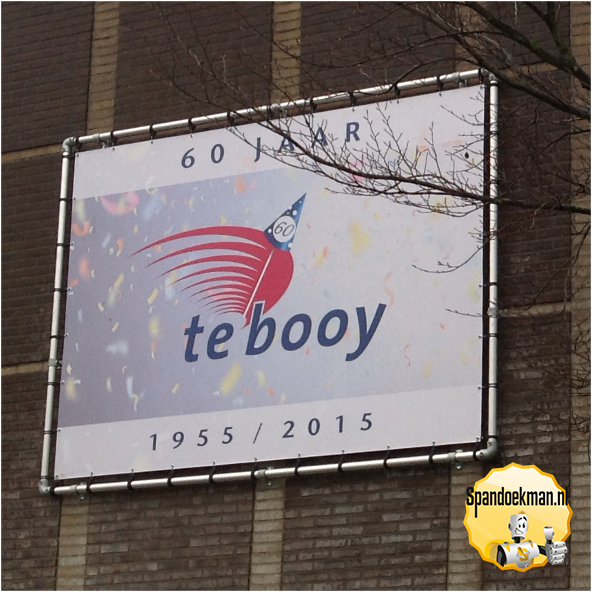 60 JAAR
60
te booy
1955 / 2015
Spandoekman.nl